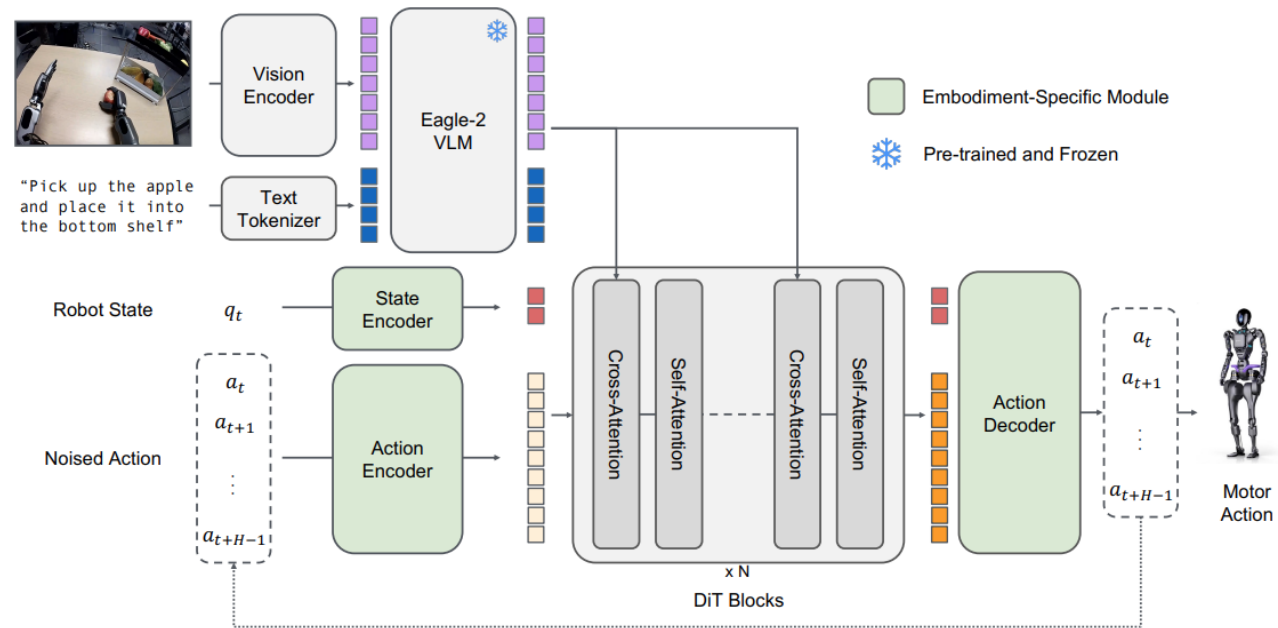 Vision
Encoder
Eagle-2
VLM
Embodiment-Specific Module
Pre-trained and Frozen
“Pick up the apple
and place it into
the bottom shelf”
Text
Tokenizer
Robot State
q_t
State
Encoder
Noised Action
a_t
a_{t+1}
⋮
a_{t+H−1}
Action
Encoder
Cross-Attention
Self-Attention
Cross-Attention
Self-Attention
x N
DiT Blocks
Action
Decoder
a_t
a_{t+1}
⋮
a_{t+H−1}
Motor
Action